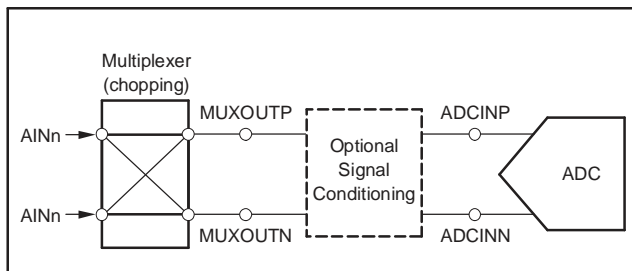 Multiplexer
(chopping)
MUXOUTP
ADCINP
AINn
Optional
Signal
Conditioning
ADC
AINn
MUXOUTN
ADCINN